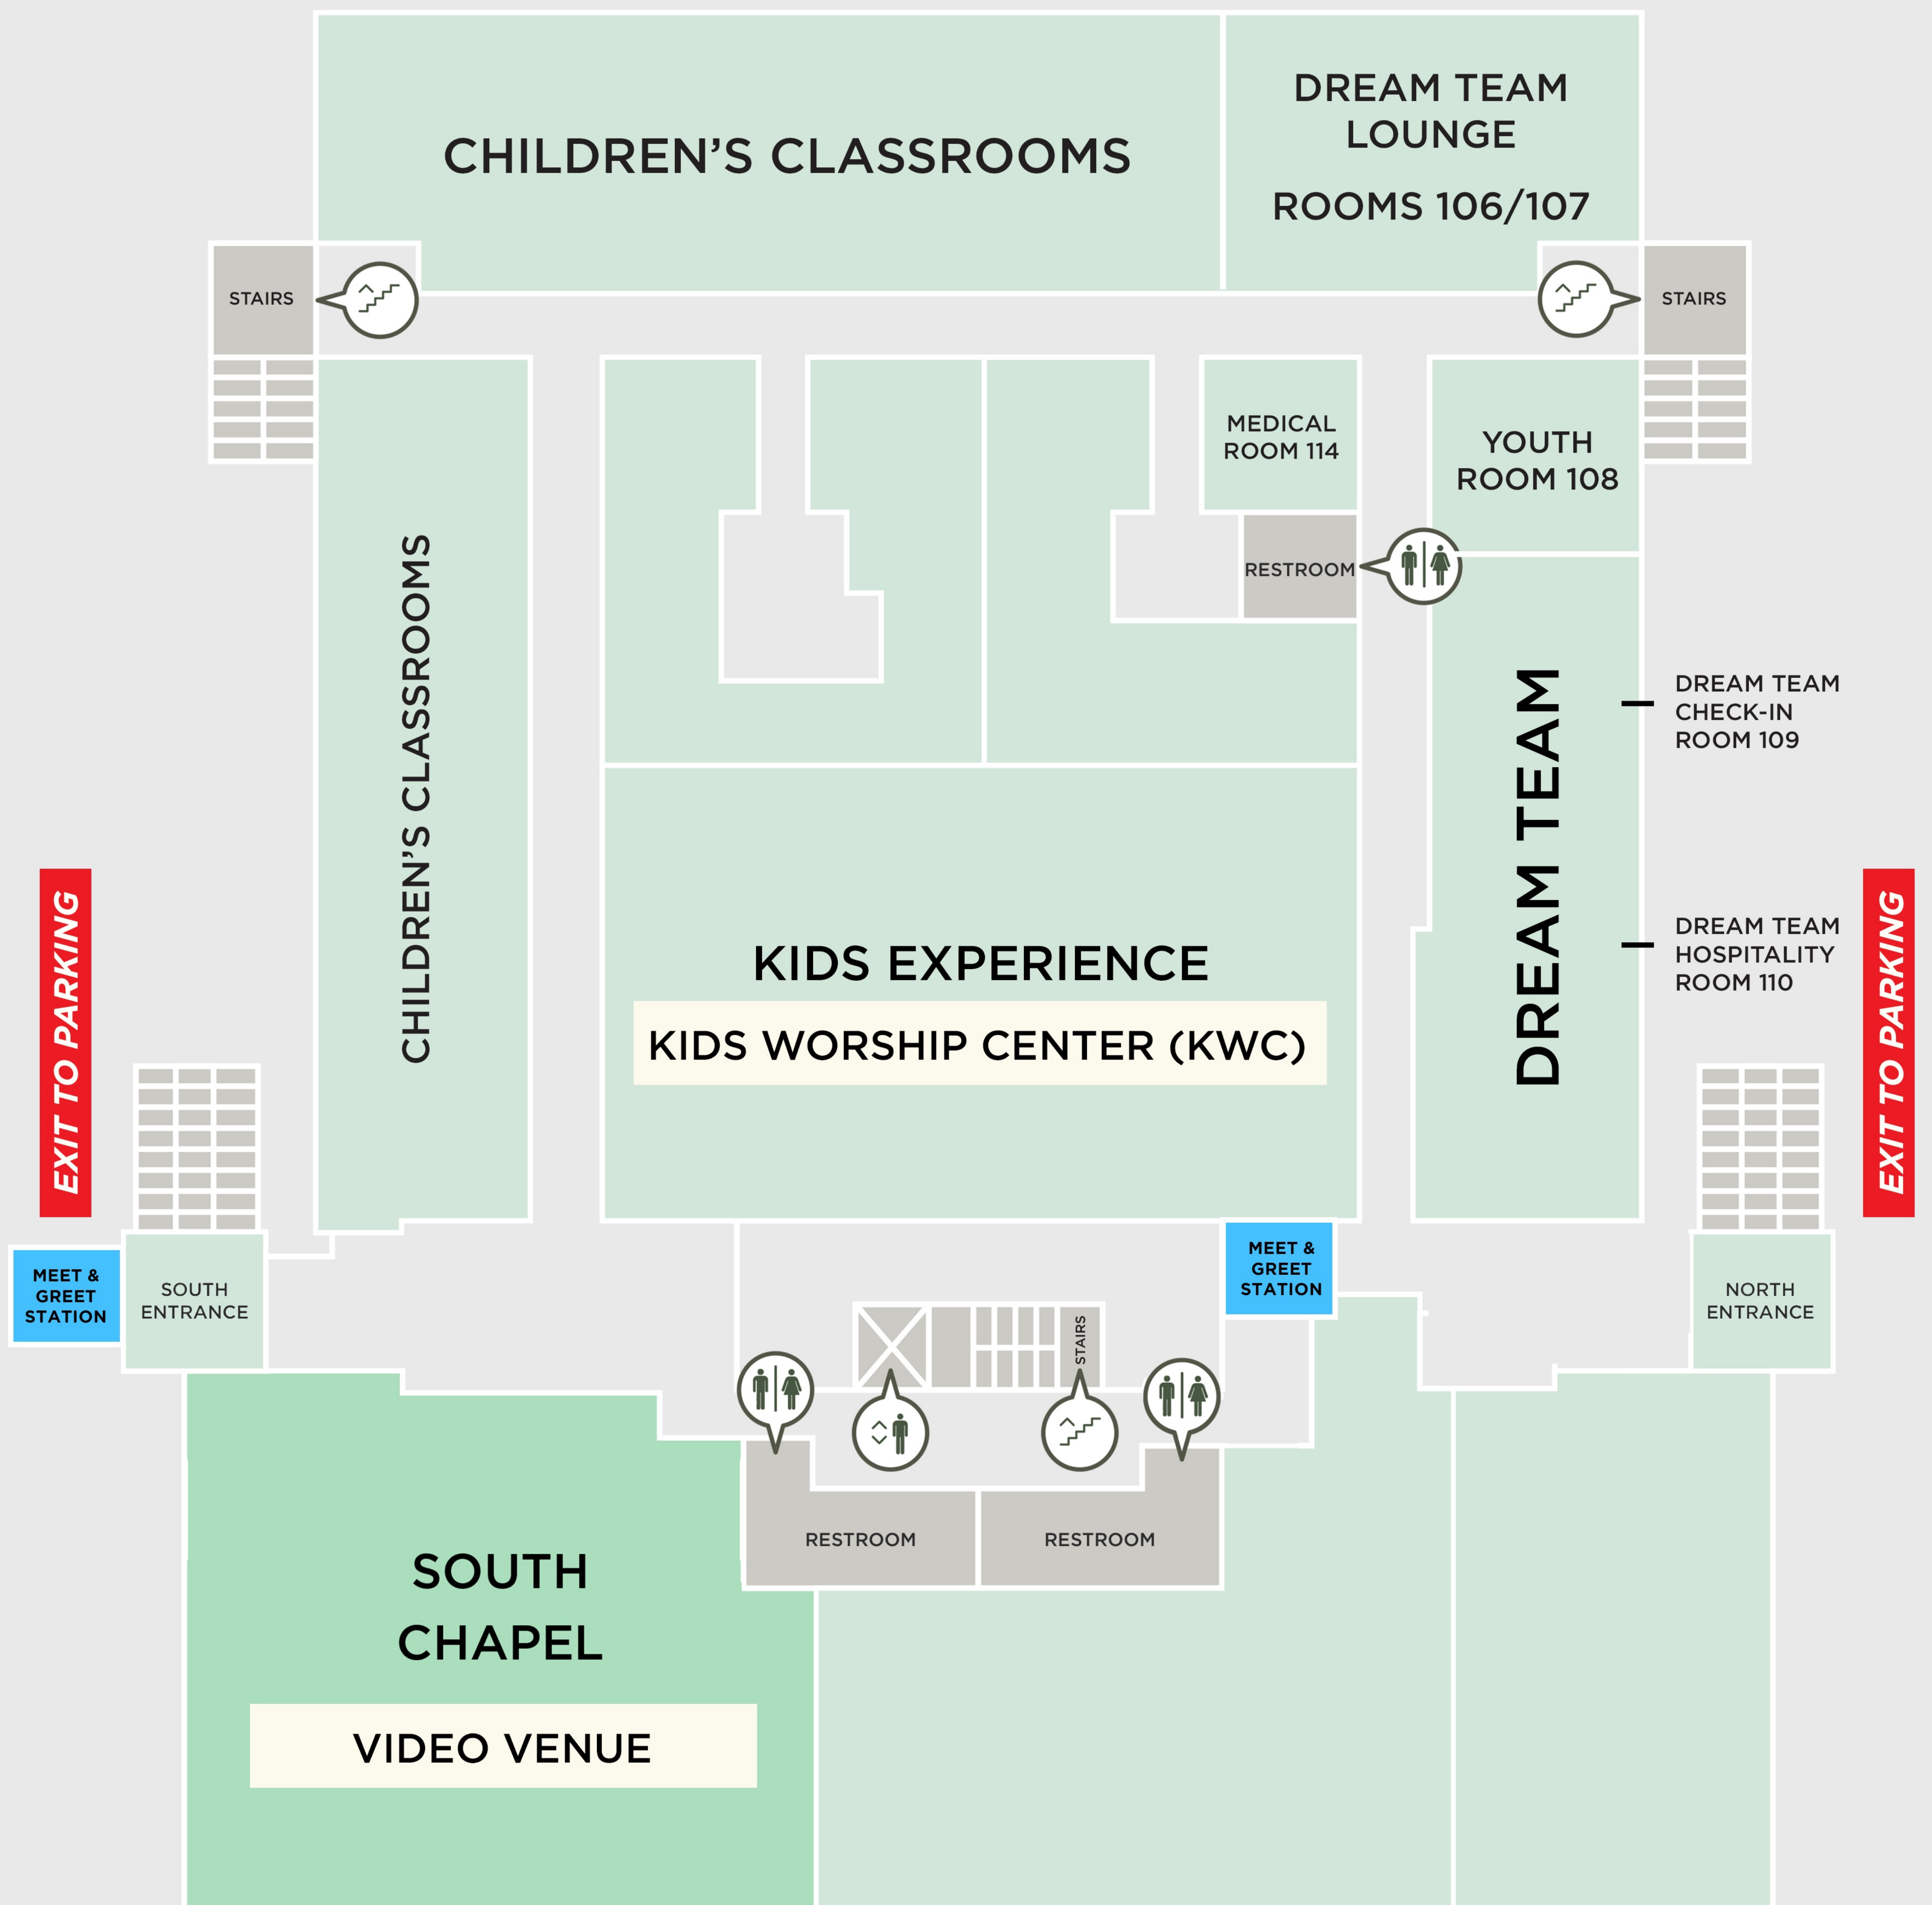 CHILDREN'S CLASSROOMS
DREAM TEAM
LOUNGE
ROOMS 106/107
STAIRS
STAIRS
MEDICAL
ROOM 114
YOUTH
ROOM 108
RESTROOM
CHILDREN'S CLASSROOMS
DREAM TEAM
DREAM TEAM
CHECK-IN
ROOM 109
DREAM TEAM
HOSPITALITY
ROOM 110
EXIT TO PARKING
EXIT TO PARKING
KIDS EXPERIENCE
KIDS WORSHIP CENTER (KWC)
MEET &
GREET
STATION
SOUTH
ENTRANCE
MEET &
GREET
STATION
NORTH
ENTRANCE
STAIRS
RESTROOM
RESTROOM
SOUTH
CHAPEL
VIDEO VENUE